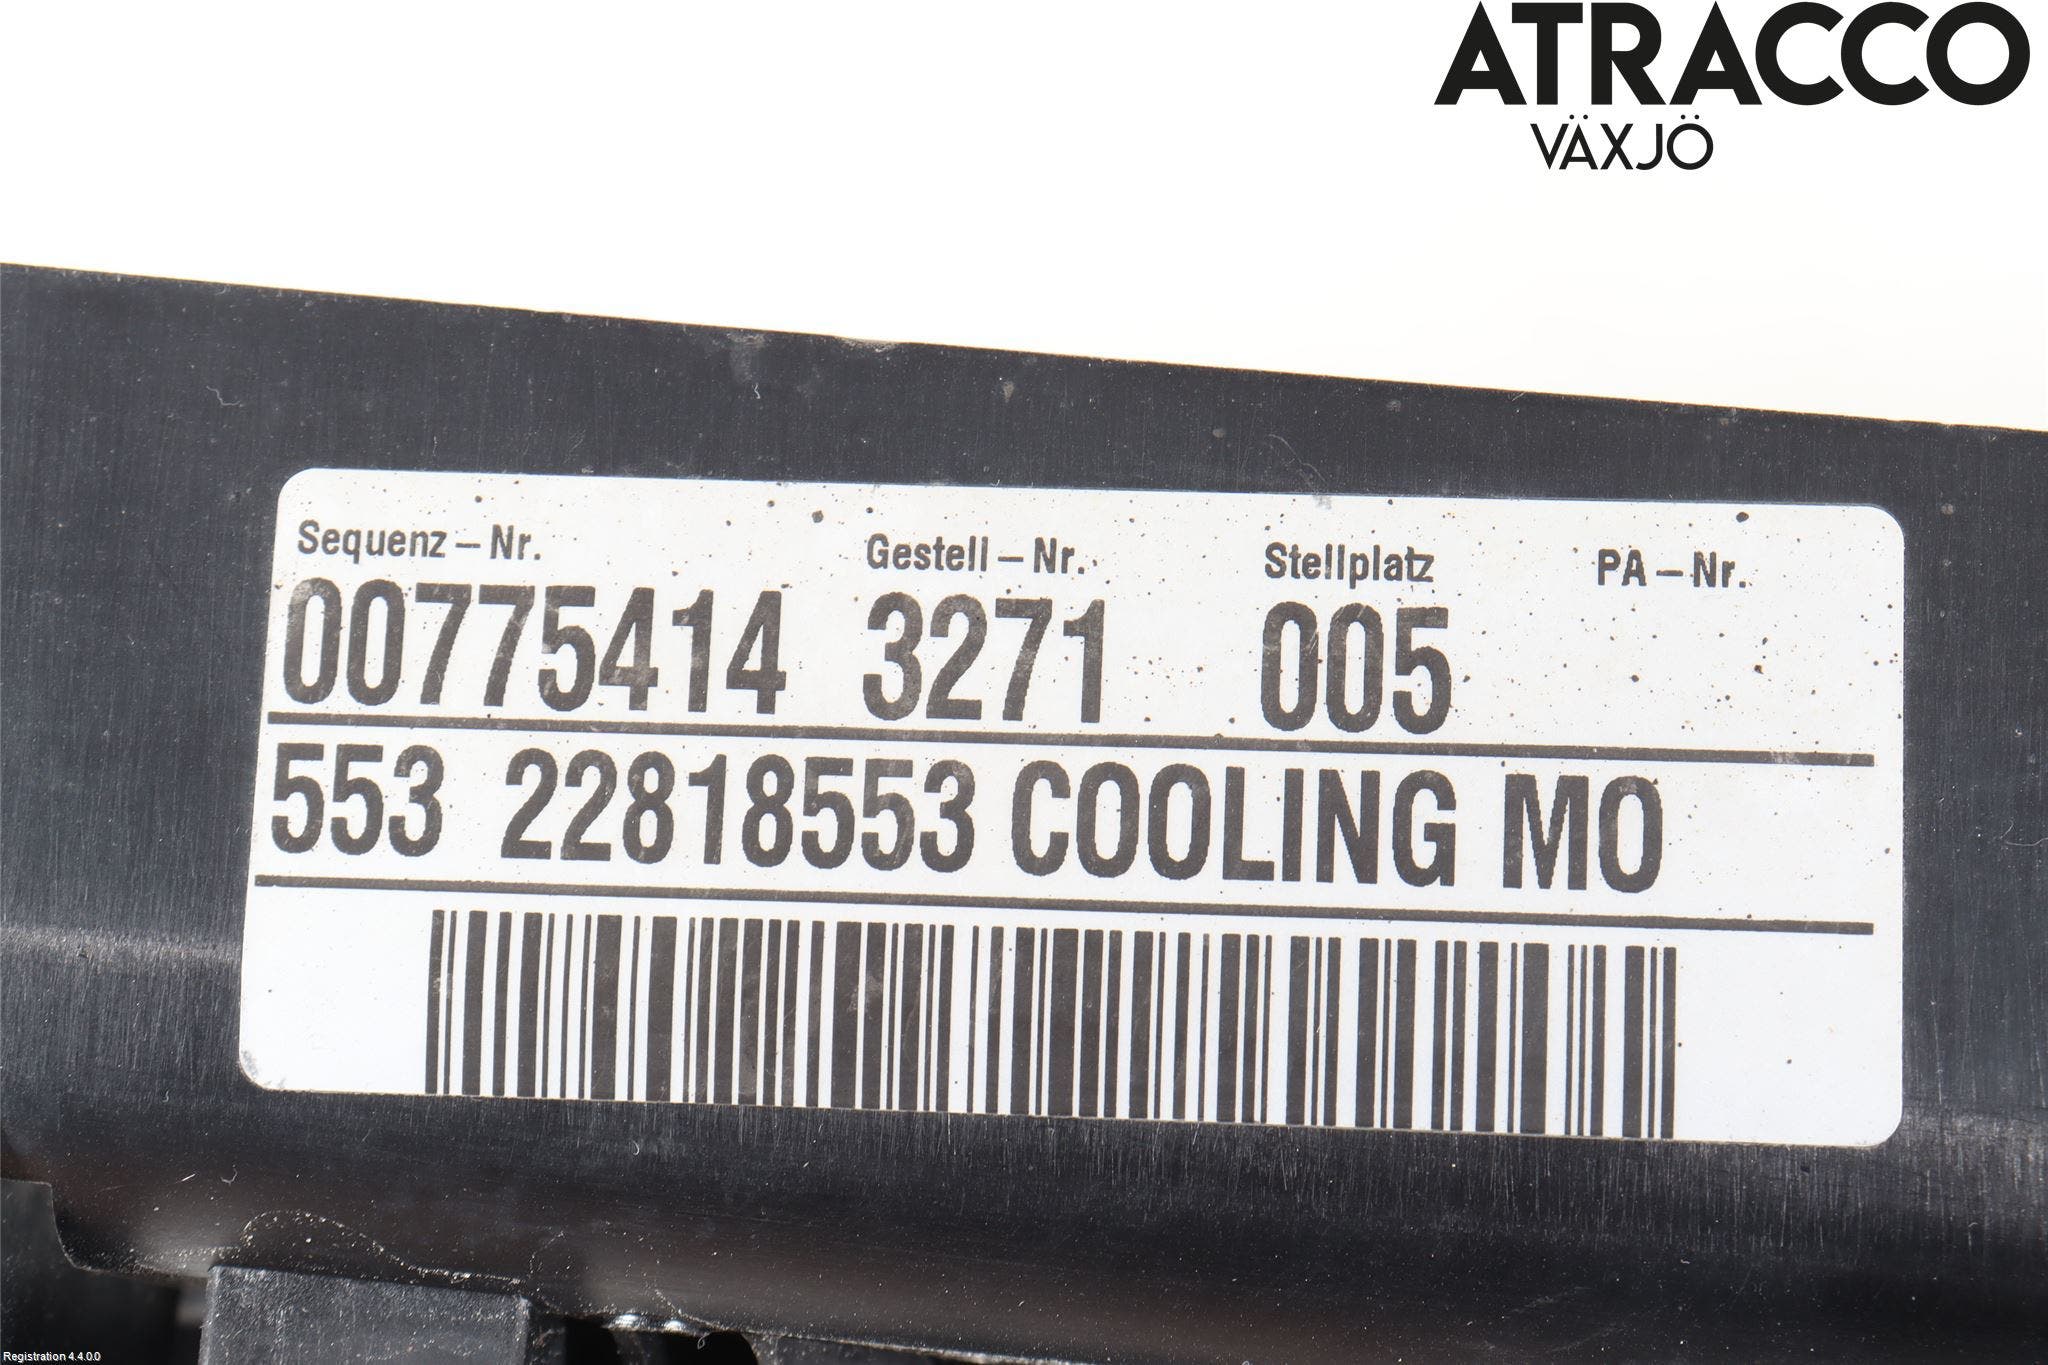 ATRACCO
VÄXJÖ
Sequenz-Nr. Gestell-Nr. Stellplatz PA-Nr.
00775414 3271 005
553 22818553 COOLING MO
Registration 4.4.0.0